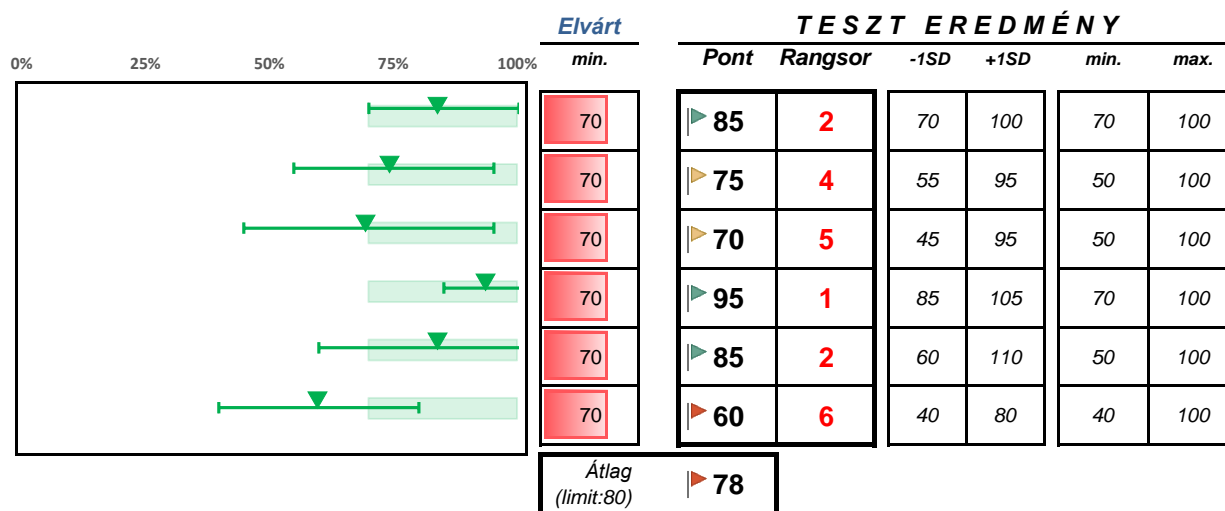 Elvárt TESZT EREDMÉNY
0% 25% 50% 75% 100% min. Pont Rangsor -1SD +1SD min. max.
70 85 2 70 100 70 100
70 75 4 55 95 50 100
70 70 5 45 95 50 100
70 95 1 85 105 70 100
70 85 2 60 110 50 100
70 60 6 40 80 40 100
Átlag
(limit:80) 78